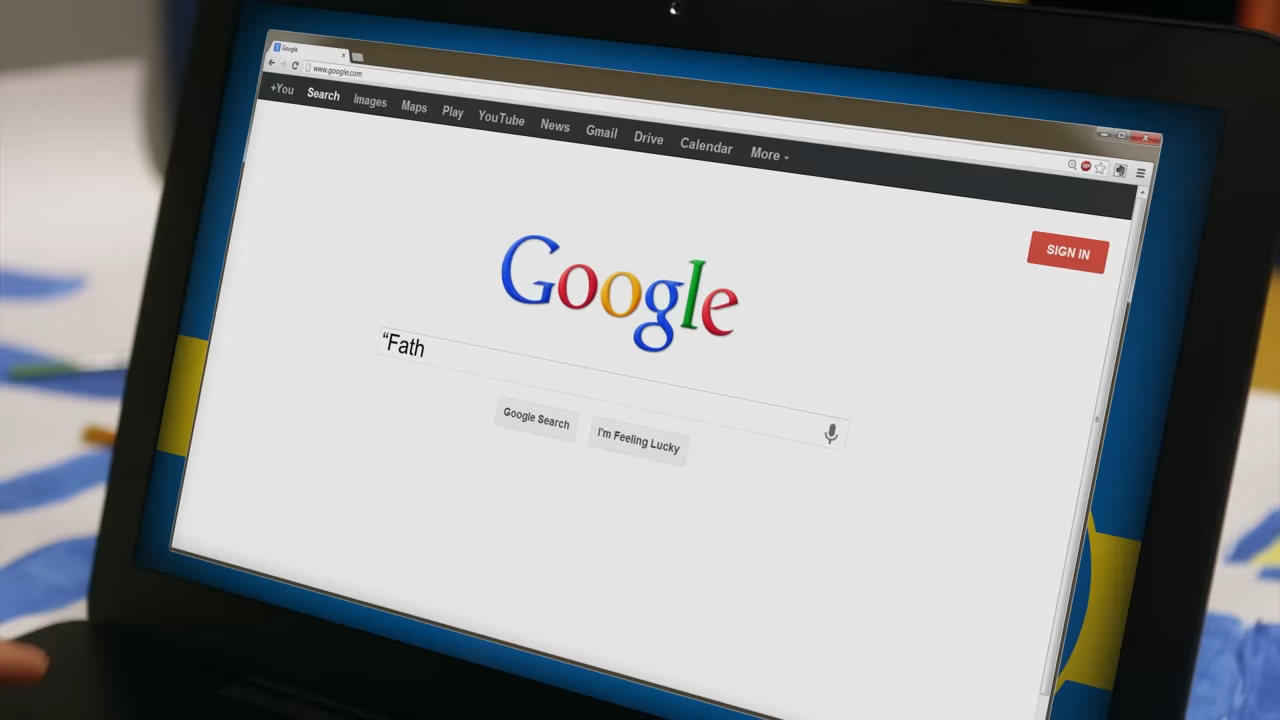 Google
www.google.com
+You Search Images Maps Play YouTube News Gmail Drive Calendar More
SIGN IN
Google
“Fath
Google Search I'm Feeling Lucky